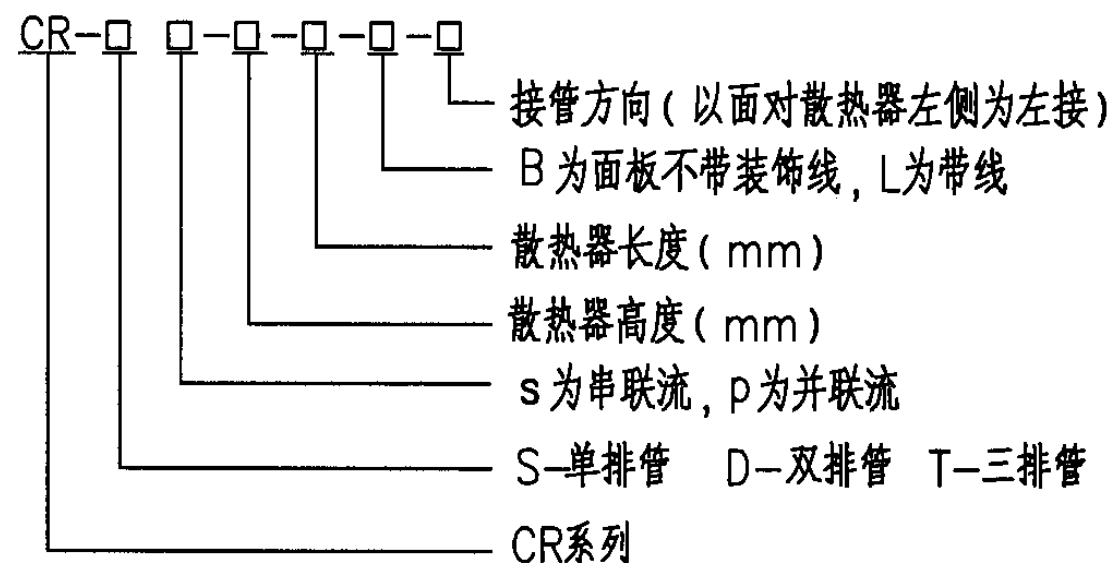 CR-□ □-□-□-□-□
接管方向(以面对散热器左侧为左接)
B为面板不带装饰线,L为带线
散热器长度(mm)
散热器高度(mm)
s为串联流,p为并联流
S-单排管 D-双排管 T-三排管
CR系列